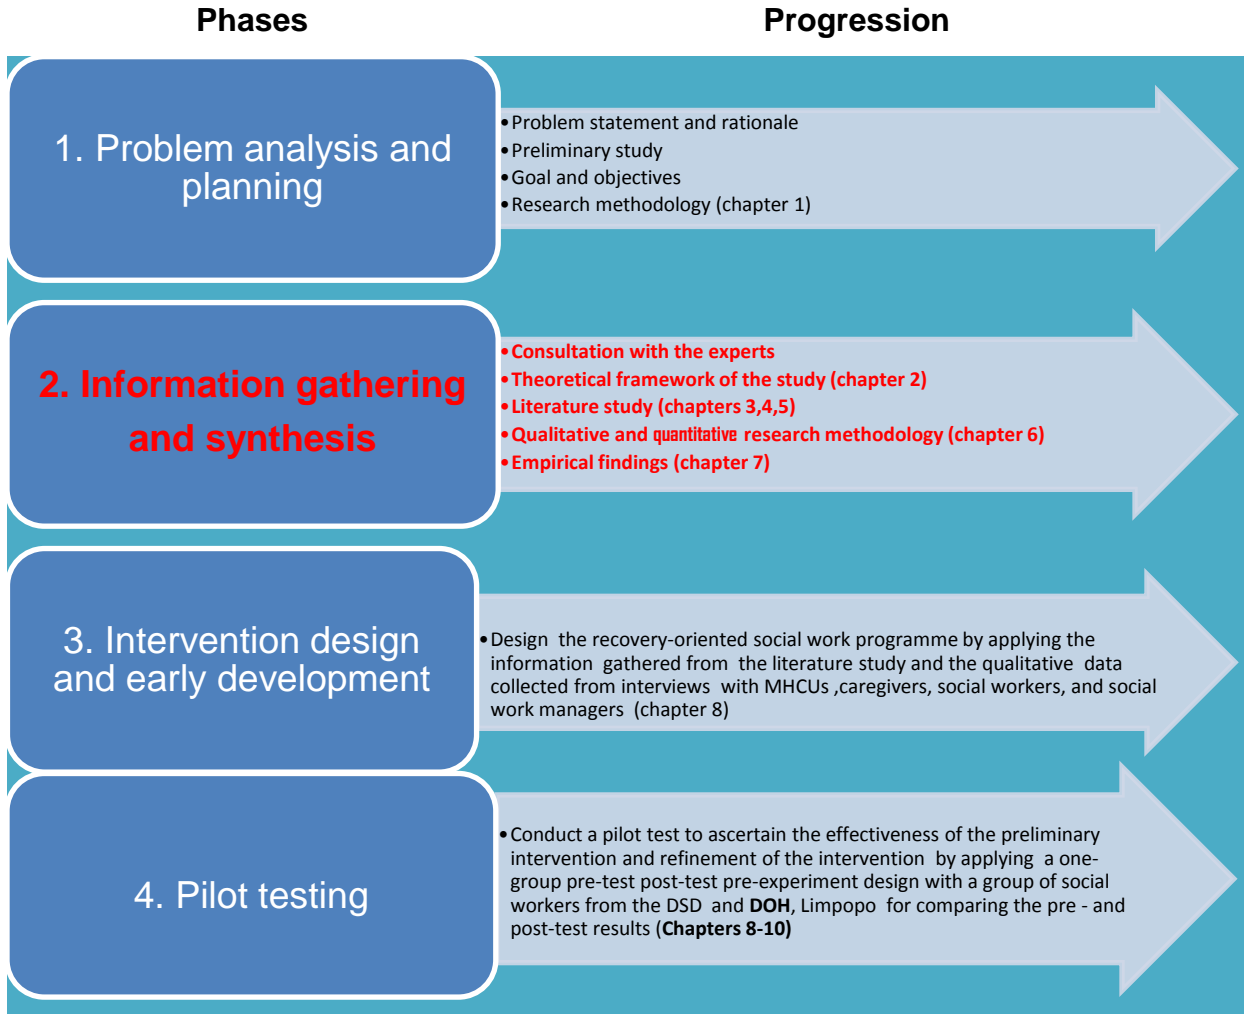 Phases
Progression
1. Problem analysis and
planning
•Problem statement and rationale
•Preliminary study
•Goal and objectives
•Research methodology (chapter 1)
2. Information gathering
and synthesis
•Consultation with the experts
•Theoretical framework of the study (chapter 2)
•Literature study (chapters 3,4,5)
•Qualitative and quantitative research methodology (chapter 6)
•Empirical findings (chapter 7)
3. Intervention design
and early development
•Design the recovery-oriented social work programme by applying the
information gathered from the literature study and the qualitative data
collected from interviews with MHCUs ,caregivers, social workers, and social
work managers (chapter 8)
4. Pilot testing
•Conduct a pilot test to ascertain the effectiveness of the preliminary
intervention and refinement of the intervention by applying a one-
group pre-test post-test pre-experiment design with a group of social
workers from the DSD and DOH, Limpopo for comparing the pre - and
post-test results (Chapters 8-10)